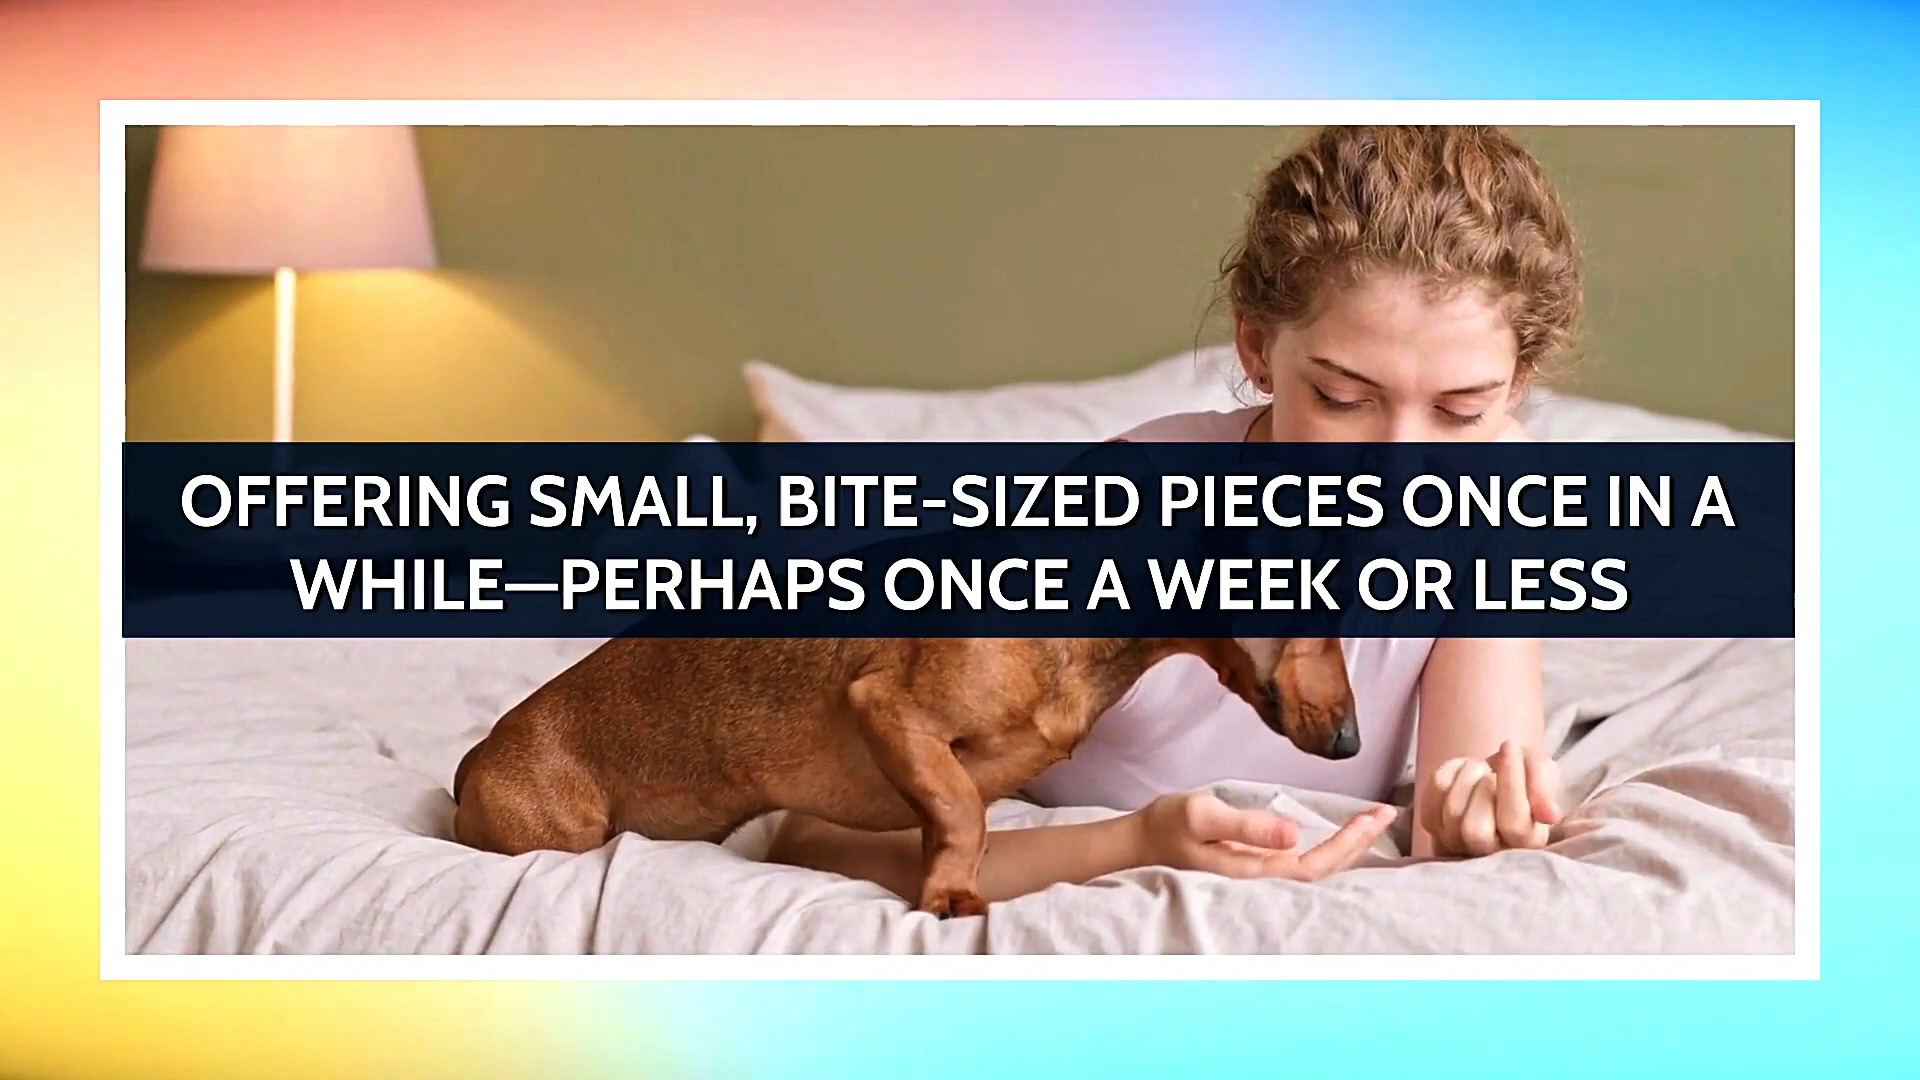 OFFERING SMALL, BITE-SIZED PIECES ONCE IN A
WHILE—PERHAPS ONCE A WEEK OR LESS